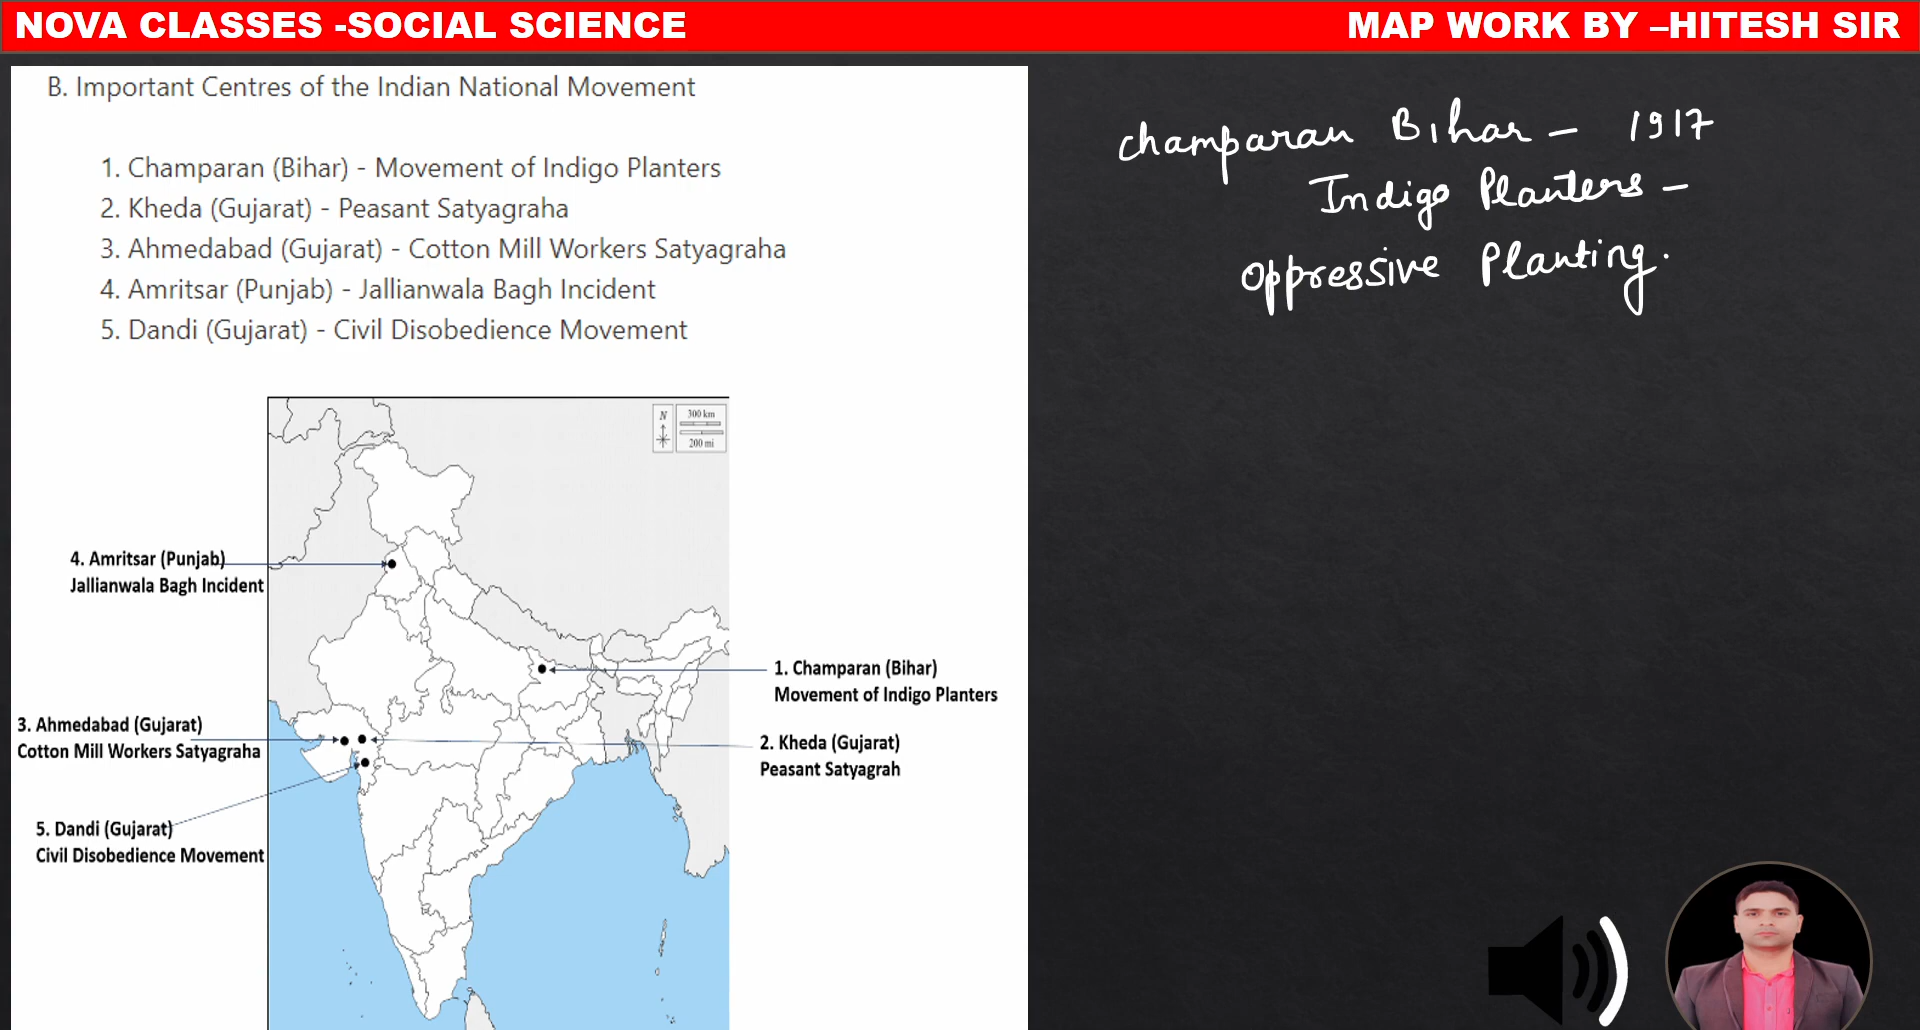 NOVA CLASSES -SOCIAL SCIENCE
MAP WORK BY –HITESH SIR
B. Important Centres of the Indian National Movement
1. Champaran (Bihar) - Movement of Indigo Planters
2. Kheda (Gujarat) - Peasant Satyagraha
3. Ahmedabad (Gujarat) - Cotton Mill Workers Satyagraha
4. Amritsar (Punjab) - Jallianwala Bagh Incident
5. Dandi (Gujarat) - Civil Disobedience Movement
N
300 km
200 mi
4. Amritsar (Punjab)
Jallianwala Bagh Incident
1. Champaran (Bihar)
Movement of Indigo Planters
3. Ahmedabad (Gujarat)
Cotton Mill Workers Satyagraha
2. Kheda (Gujarat)
Peasant Satyagrah
5. Dandi (Gujarat)
Civil Disobedience Movement
champaran Bihar – 1917
Indigo Planters –
oppressive Planting.